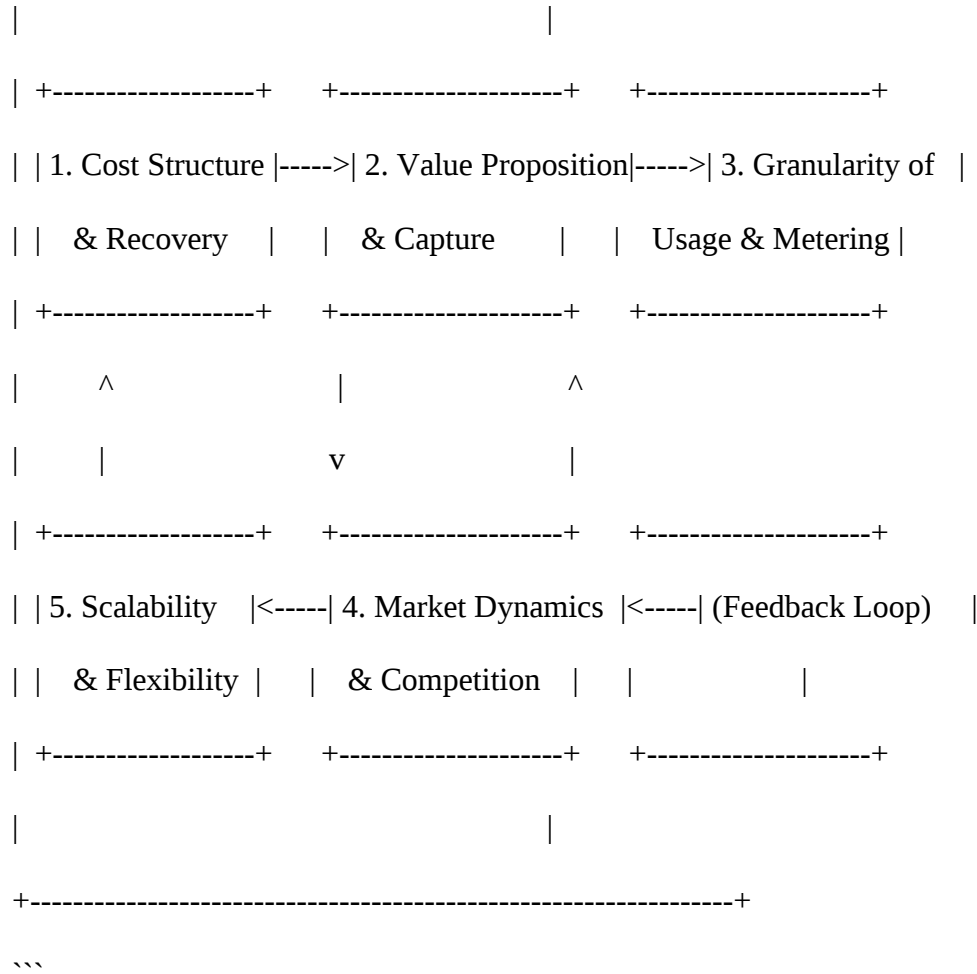 |                                                                  |
| +-------------------+      +---------------------+      +---------------------+
| | 1. Cost Structure |----->| 2. Value Proposition|----->| 3. Granularity of   |
| |    & Recovery     |      |    & Capture        |      |    Usage & Metering |
| +-------------------+      +---------------------+      +---------------------+
|          ^                            |                            ^
|          |                            v                            |
| +-------------------+      +---------------------+      +---------------------+
| | 5. Scalability    |<-----| 4. Market Dynamics  |<-----| (Feedback Loop)     |
| |    & Flexibility  |      |    & Competition    |      |                     |
| +-------------------+      +---------------------+      +---------------------+
|                                                                  |
+------------------------------------------------------------------+
```